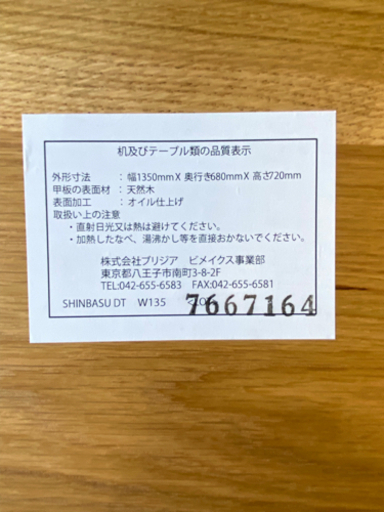 机及びテーブル類の品質表示
外形寸法 ：幅1350mm X 奥行き680mm X 高さ720mm
甲板の表面材 ：天然木
表面加工 ：オイル仕上げ
取扱い上の注意
・直射日光又は熱は避けてください。
・加熱したなべ、湯沸かし等を直接おかないでください。
株式会社ブリジア ビメイクス事業部
東京都八王子市南町3-8-2F
TEL:042-655-6583 FAX:042-655-6581
SHINBASU DT W135
7667164